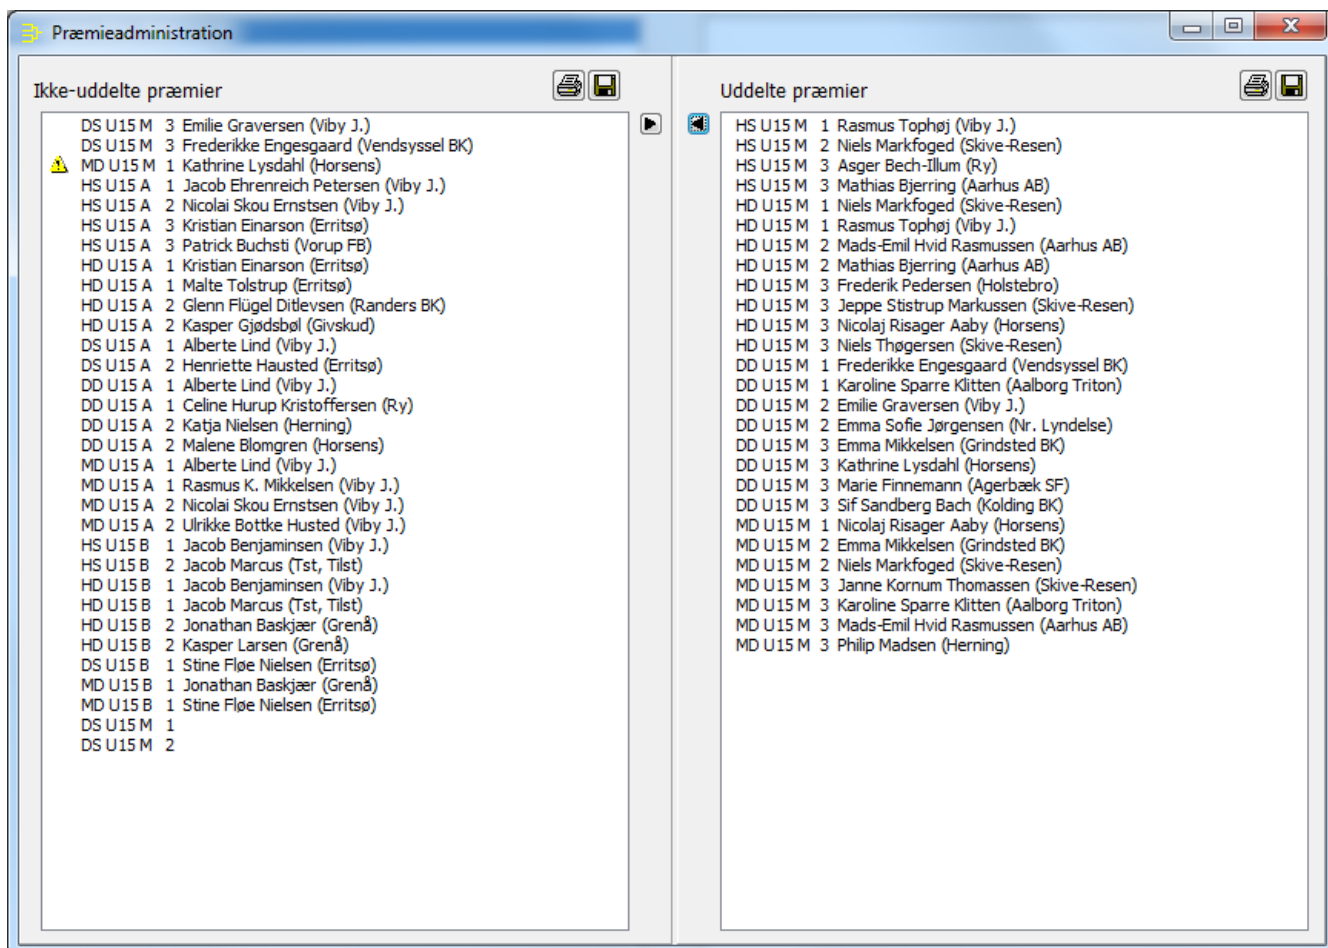 Præmieadministration
Ikke-uddelte præmier
DS U15 M 3 Emilie Graversen (Viby J.)
DS U15 M 3 Frederikke Engesgaard (Vendsyssel BK)
MD U15 M 1 Kathrine Lysdahl (Horsens)
HS U15 A 1 Jacob Ehrenreich Petersen (Viby J.)
HS U15 A 2 Nicolai Skou Ernstsen (Viby J.)
HS U15 A 3 Kristian Einarson (Erritsø)
HS U15 A 3 Patrick Buchsti (Vorup FB)
HD U15 A 1 Kristian Einarson (Erritsø)
HD U15 A 1 Malte Tolstrup (Erritsø)
HD U15 A 2 Glenn Flügel Ditlevsen (Randers BK)
HD U15 A 2 Kasper Gjødsbøl (Givskud)
DS U15 A 1 Alberte Lind (Viby J.)
DS U15 A 2 Henriette Hausted (Erritsø)
DD U15 A 1 Alberte Lind (Viby J.)
DD U15 A 1 Celine Hurup Kristoffersen (Ry)
DD U15 A 2 Katja Nielsen (Herning)
DD U15 A 2 Malene Blomgren (Horsens)
MD U15 A 1 Alberte Lind (Viby J.)
MD U15 A 1 Rasmus K. Mikkelsen (Viby J.)
MD U15 A 2 Nicolai Skou Ernstsen (Viby J.)
MD U15 A 2 Ulrikke Bottke Husted (Viby J.)
HS U15 B 1 Jacob Benjaminsen (Viby J.)
HS U15 B 2 Jacob Marcus (Tst, Tilst)
HD U15 B 1 Jacob Benjaminsen (Viby J.)
HD U15 B 1 Jacob Marcus (Tst, Tilst)
HD U15 B 2 Jonathan Baskjær (Grenå)
HD U15 B 2 Kasper Larsen (Grenå)
DS U15 B 1 Stine Fløe Nielsen (Erritsø)
MD U15 B 1 Jonathan Baskjær (Grenå)
MD U15 B 1 Stine Fløe Nielsen (Erritsø)
DS U15 M 1
DS U15 M 2
Uddelte præmier
HS U15 M 1 Rasmus Tophøj (Viby J.)
HS U15 M 2 Niels Markfoged (Skive-Resen)
HS U15 M 3 Asger Bech-Illum (Ry)
HS U15 M 3 Mathias Bjerring (Aarhus AB)
HD U15 M 1 Niels Markfoged (Skive-Resen)
HD U15 M 1 Rasmus Tophøj (Viby J.)
HD U15 M 2 Mads-Emil Hvid Rasmussen (Aarhus AB)
HD U15 M 2 Mathias Bjerring (Aarhus AB)
HD U15 M 3 Frederik Pedersen (Holstebro)
HD U15 M 3 Jeppe Stistrup Markussen (Skive-Resen)
HD U15 M 3 Nicolaj Risager Aaby (Horsens)
HD U15 M 3 Niels Thøgersen (Skive-Resen)
DD U15 M 1 Frederikke Engesgaard (Vendsyssel BK)
DD U15 M 1 Karoline Sparre Klitten (Aalborg Triton)
DD U15 M 2 Emilie Graversen (Viby J.)
DD U15 M 2 Emma Sofie Jørgensen (Nr. Lyndelse)
DD U15 M 3 Emma Mikkelsen (Grindsted BK)
DD U15 M 3 Kathrine Lysdahl (Horsens)
DD U15 M 3 Marie Finnemann (Agerbæk SF)
DD U15 M 3 Sif Sandberg Bach (Kolding BK)
MD U15 M 1 Nicolaj Risager Aaby (Horsens)
MD U15 M 2 Emma Mikkelsen (Grindsted BK)
MD U15 M 2 Niels Markfoged (Skive-Resen)
MD U15 M 3 Janne Kornum Thomassen (Skive-Resen)
MD U15 M 3 Karoline Sparre Klitten (Aalborg Triton)
MD U15 M 3 Mads-Emil Hvid Rasmussen (Aarhus AB)
MD U15 M 3 Philip Madsen (Herning)